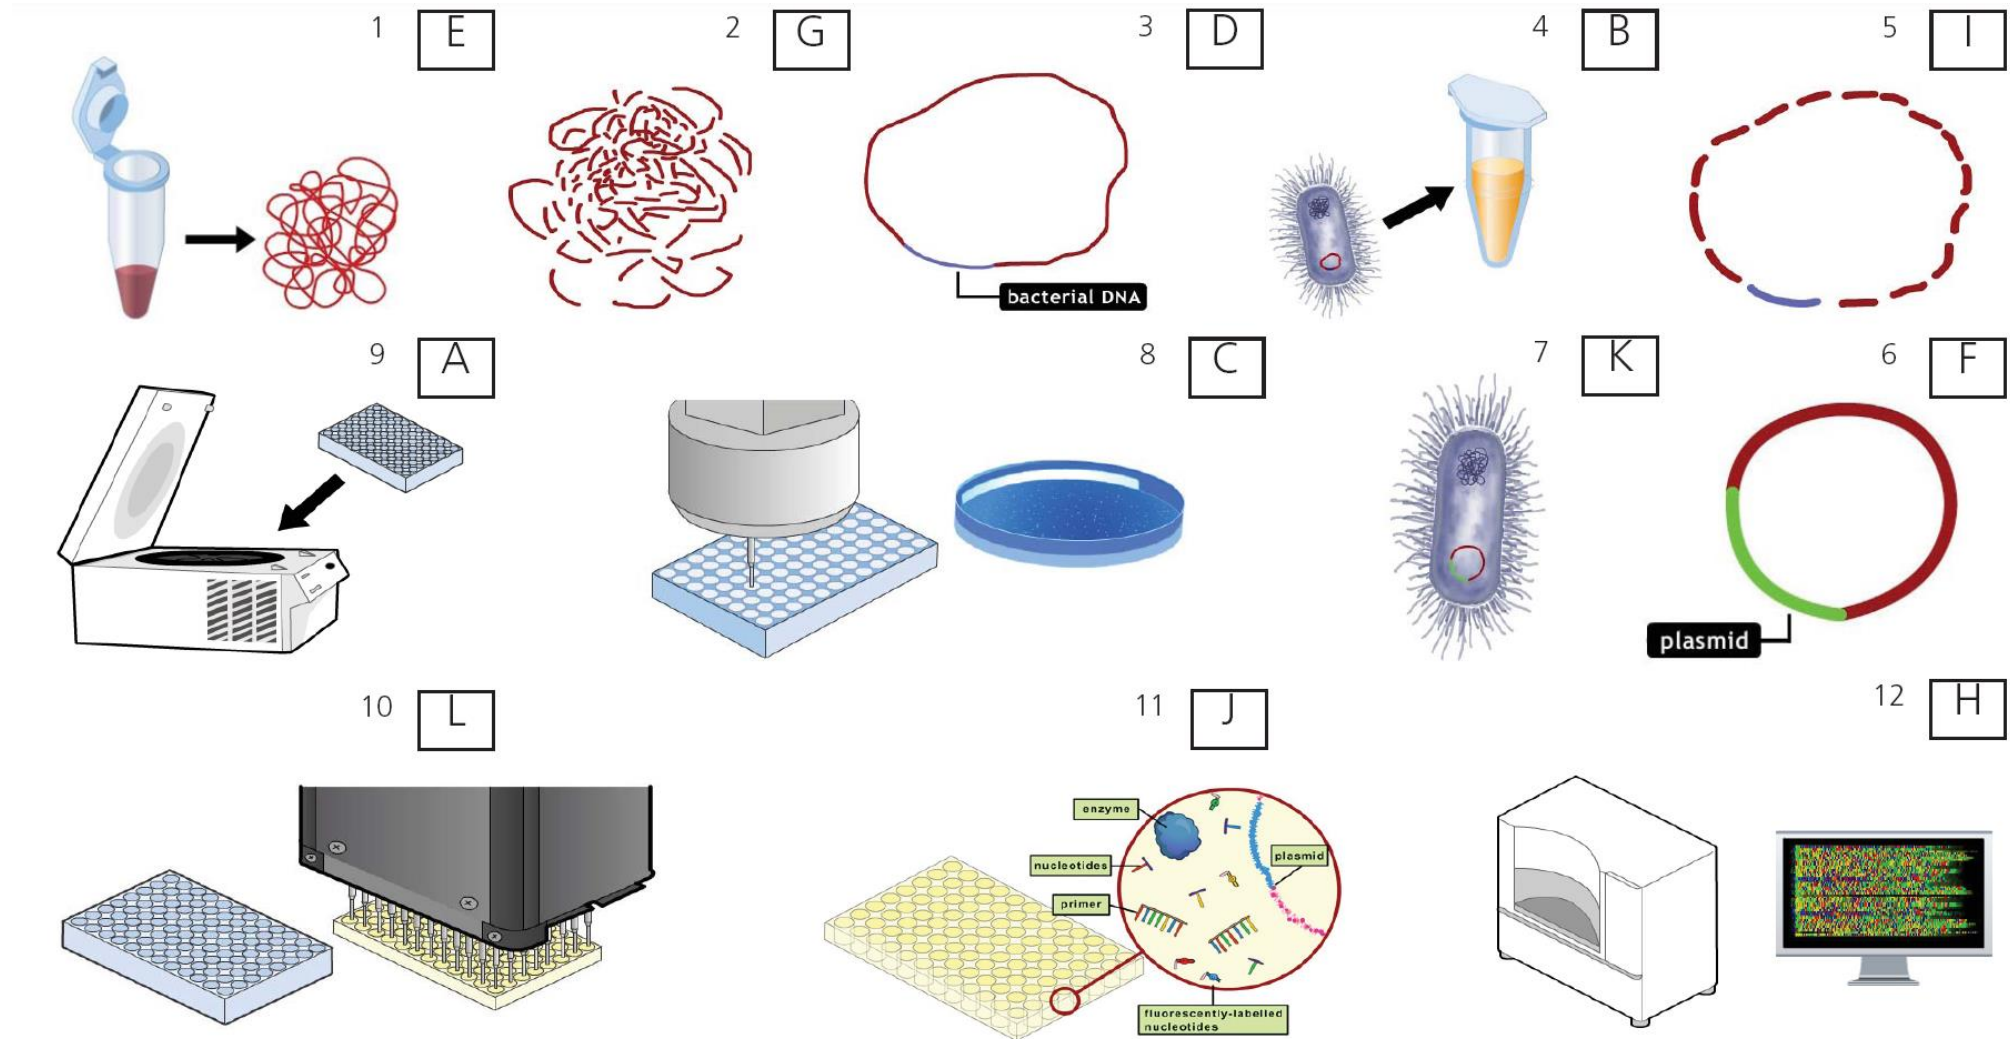 1 E
2 G
3 D
4 B
5 I
bacterial DNA
9 A
8 C
7 K
6 F
plasmid
10 L
11 J
12 H
enzyme
nucleotides
plasmid
primer
fluorescently-labelled
nucleotides